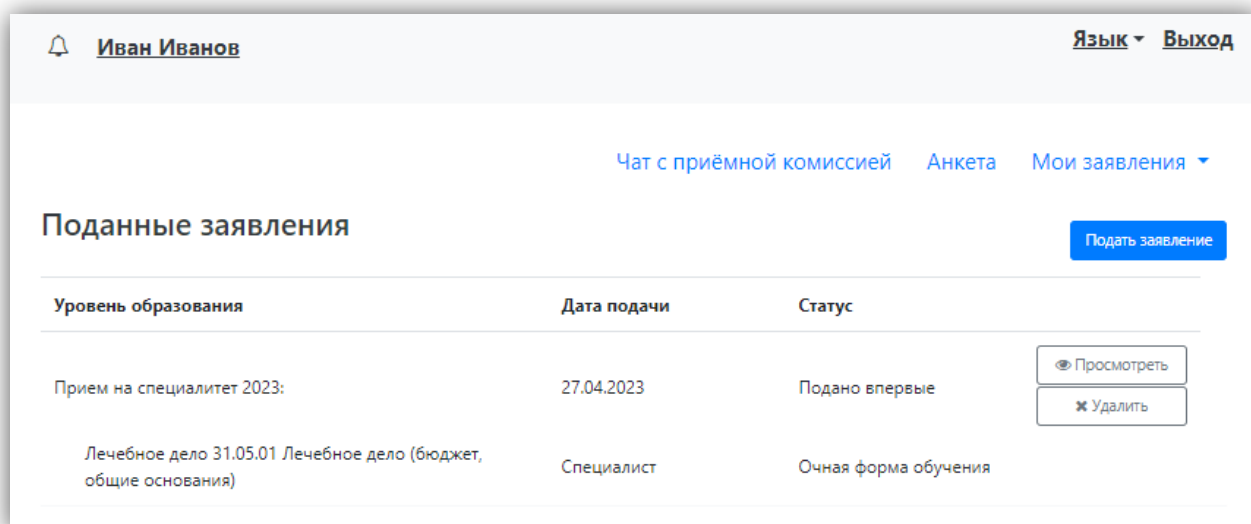 Иван Иванов
Язык Выход
Чат с приёмной комиссией Анкета Мои заявления
Поданные заявления
Подать заявление
Уровень образования Дата подачи Статус
Просмотреть
Прием на специалитет 2023: 27.04.2023 Подано впервые
Удалить
Лечебное дело 31.05.01 Лечебное дело (бюджет,
общие основания) Специалист Очная форма обучения